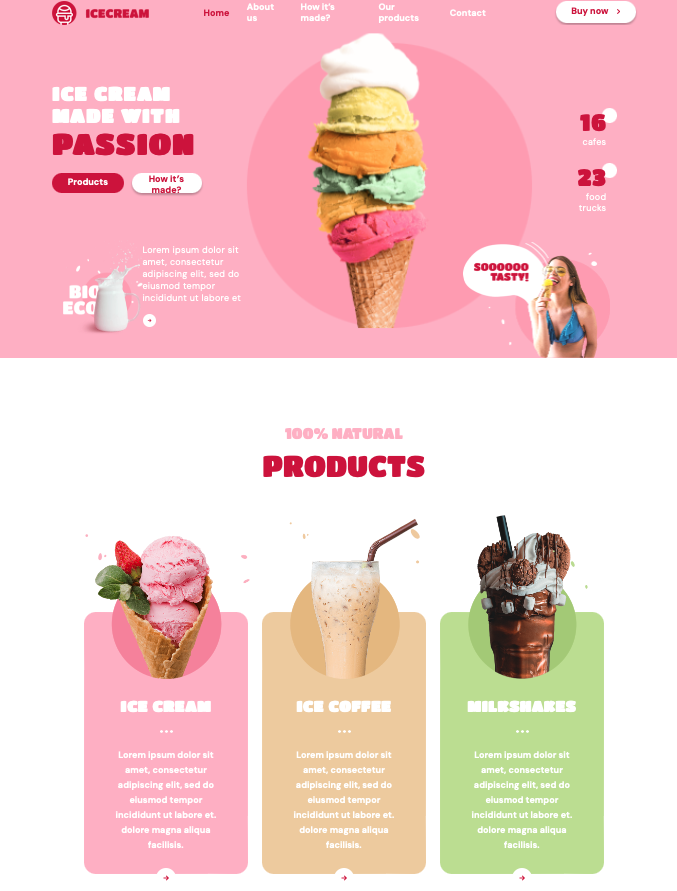 ICECREAM
Home
About
us
How it's
made?
Our
products
Contact
Buy now
ICE CREAM
MADE WITH
PASSION
Products
How it's
made?
16
cafes
23
food
trucks
BIO
ECO
Lorem ipsum dolor sit
amet, consectetur
adipiscing elit, sed do
eiusmod tempor
incididunt ut labore et
SOOOOOO
TASTY!
100% NATURAL
PRODUCTS
ICE CREAM
Lorem ipsum dolor sit
amet, consectetur
adipiscing elit, sed do
eiusmod tempor
incididunt ut labore et.
dolore magna aliqua
facilisis.
ICE COFFEE
Lorem ipsum dolor sit
amet, consectetur
adipiscing elit, sed do
eiusmod tempor
incididunt ut labore et.
dolore magna aliqua
facilisis.
MILKSHAKES
Lorem ipsum dolor sit
amet, consectetur
adipiscing elit, sed do
eiusmod tempor
incididunt ut labore et.
dolore magna aliqua
facilisis.